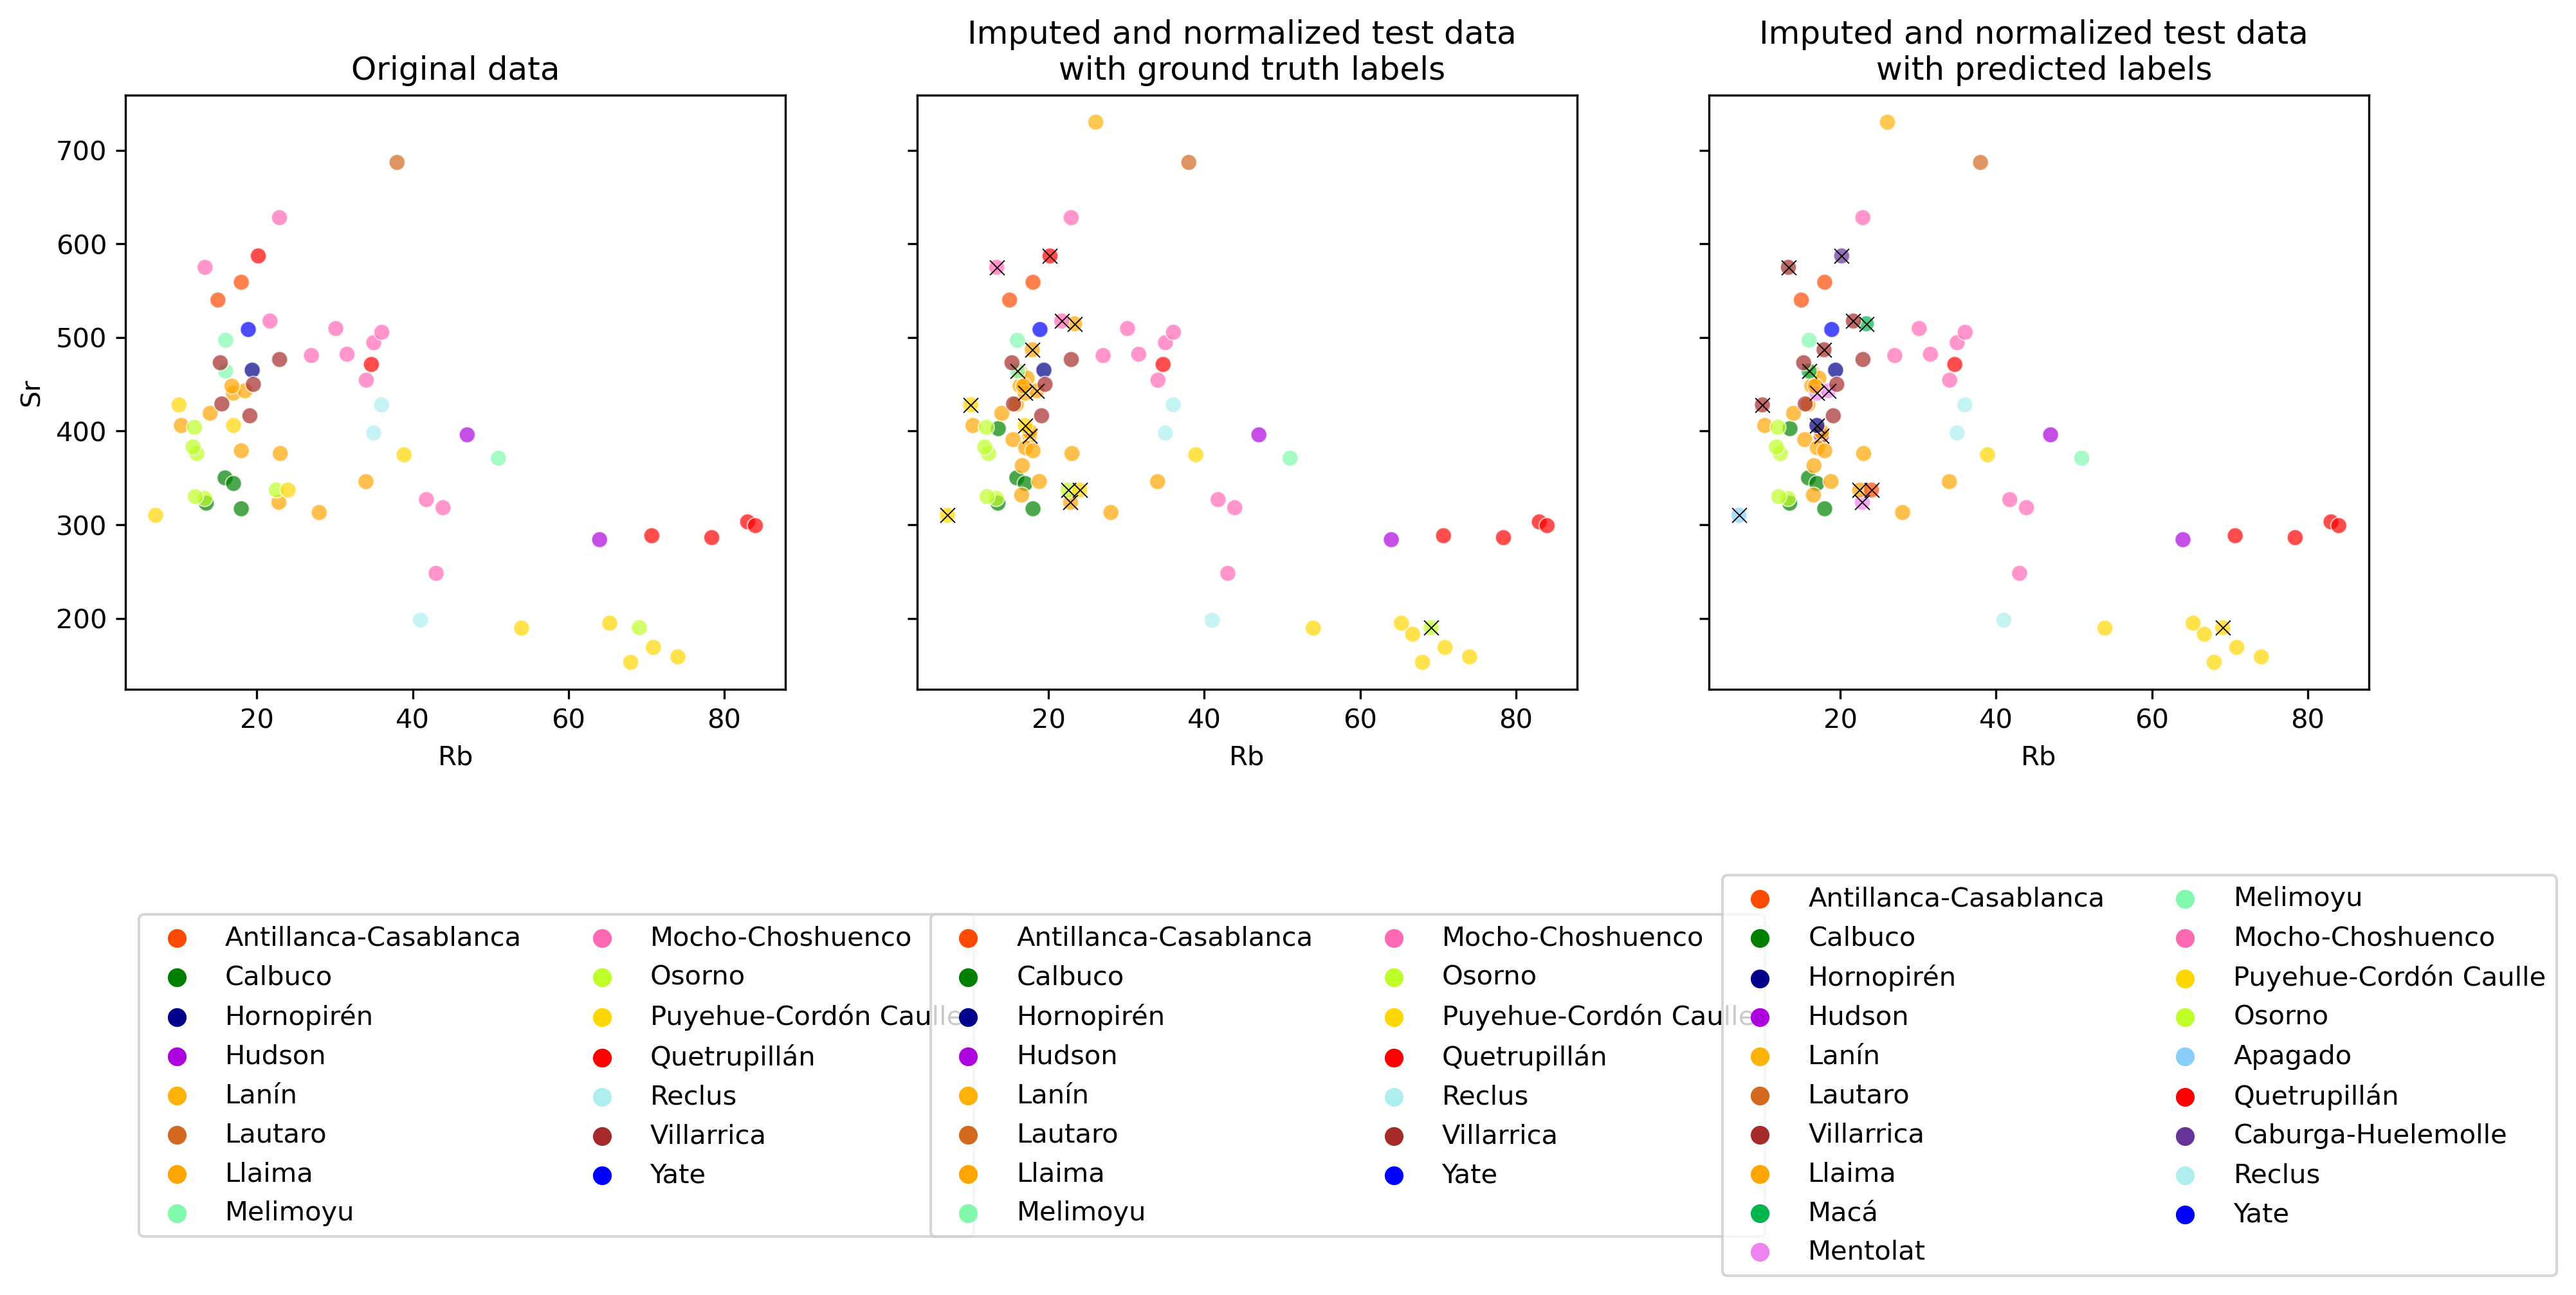 Original data
Imputed and normalized test data
with ground truth labels
Imputed and normalized test data
with predicted labels
700
600
500
400
300
200
Sr
20 40 60 80
Rb
20 40 60 80
Rb
20 40 60 80
Rb
Antillanca-Casablanca
Calbuco
Hornopirén
Hudson
Lanín
Lautaro
Llaima
Melimoyu
Mocho-Choshuenco
Osorno
Puyehue-Cordón Caulle
Quetrupillán
Reclus
Villarrica
Yate
Antillanca-Casablanca
Calbuco
Hornopirén
Hudson
Lanín
Lautaro
Llaima
Melimoyu
Mocho-Choshuenco
Osorno
Puyehue-Cordón Caulle
Quetrupillán
Reclus
Villarrica
Yate
Antillanca-Casablanca
Calbuco
Hornopirén
Hudson
Lanín
Lautaro
Villarrica
Llaima
Macá
Mentolat
Melimoyu
Mocho-Choshuenco
Puyehue-Cordón Caulle
Osorno
Apagado
Quetrupillán
Caburga-Huelemolle
Reclus
Yate